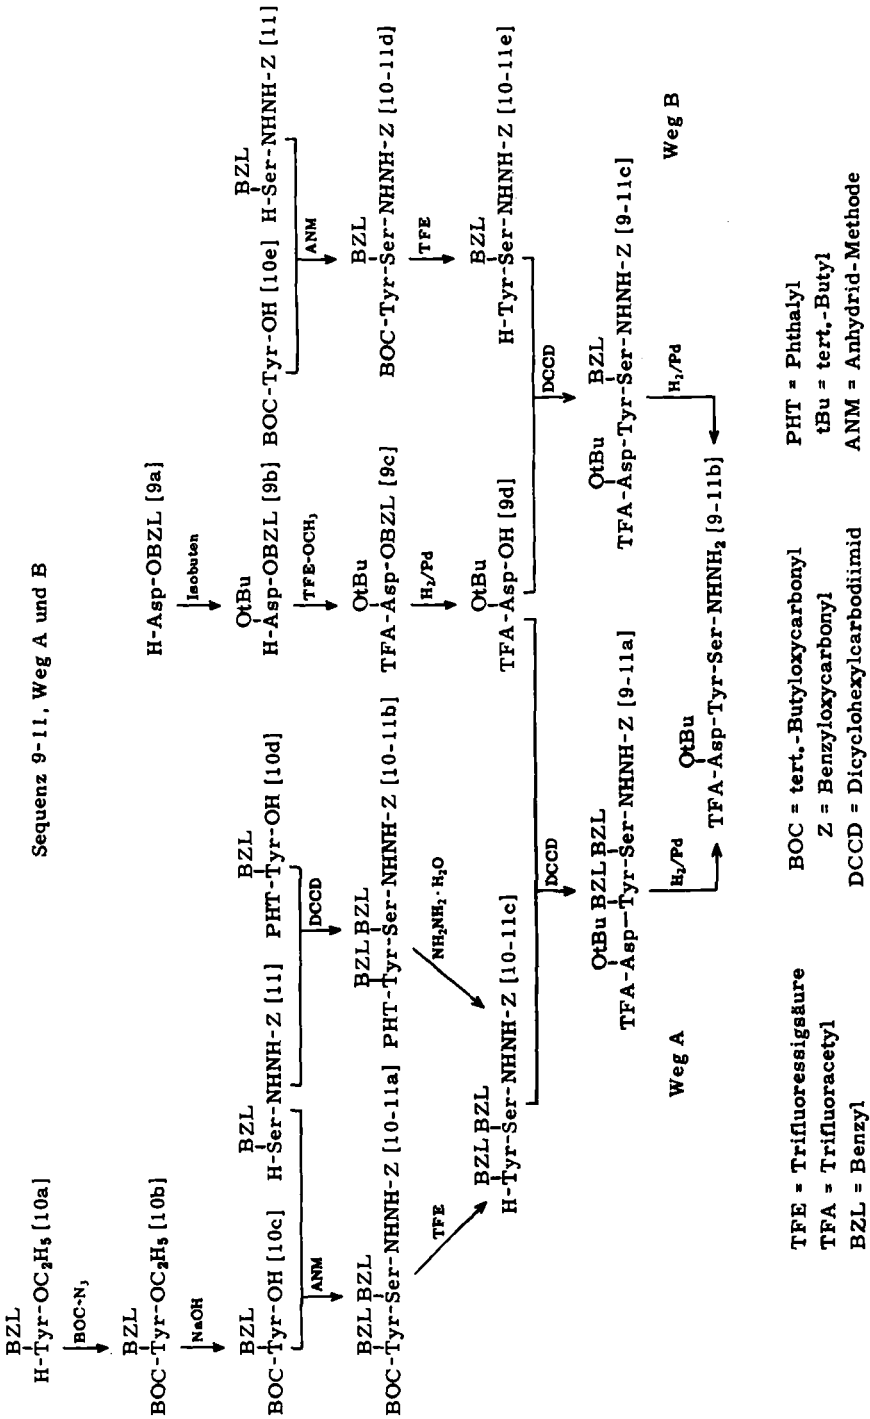 Sequenz 9-11, Weg A und B
BZL
H-Tyr-OC₂H₅ [10a]
BOC-N₃
BZL
BOC-Tyr-OC₂H₅ [10b]
NaOH
H-Asp-OBZL [9a]
Isobuten
BZL
BOC-Tyr-OH [10c]
BZL
H-Ser-NHNH-Z [11]
BZL
PHT-Tyr-OH [10d]
OtBu
H-Asp-OBZL [9b]
BOC-Tyr-OH [10e]
BZL
H-Ser-NHNH-Z [11]
ANM
DCCD
TFE-OCH₃
ANM
BZL BZL
BOC-Tyr-Ser-NHNH-Z [10-11a]
BZL BZL
PHT-Tyr-Ser-NHNH-Z [10-11b]
OtBu
TFA-Asp-OBZL [9c]
BZL
BOC-Tyr-Ser-NHNH-Z [10-11d]
TFE
NH₂NH₂·H₂O
H₂/Pd
TFE
BZL BZL
H-Tyr-Ser-NHNH-Z [10-11c]
OtBu
TFA-Asp-OH [9d]
BZL
H-Tyr-Ser-NHNH-Z [10-11e]
DCCD
DCCD
OtBu BZL BZL
TFA-Asp-Tyr-Ser-NHNH-Z [9-11a]
OtBu BZL
TFA-Asp-Tyr-Ser-NHNH-Z [9-11c]
Weg A
H₂/Pd
H₂/Pd
Weg B
OtBu
TFA-Asp-Tyr-Ser-NHNH₂ [9-11b]
TFE = Trifluoressigsäure
TFA = Trifluoracetyl
BZL = Benzyl
BOC = tert.-Butyloxycarbonyl
Z = Benzyloxycarbonyl
DCCD = Dicyclohexylcarbodiimid
PHT = Phthalyl
tBu = tert.-Butyl
ANM = Anhydrid-Methode